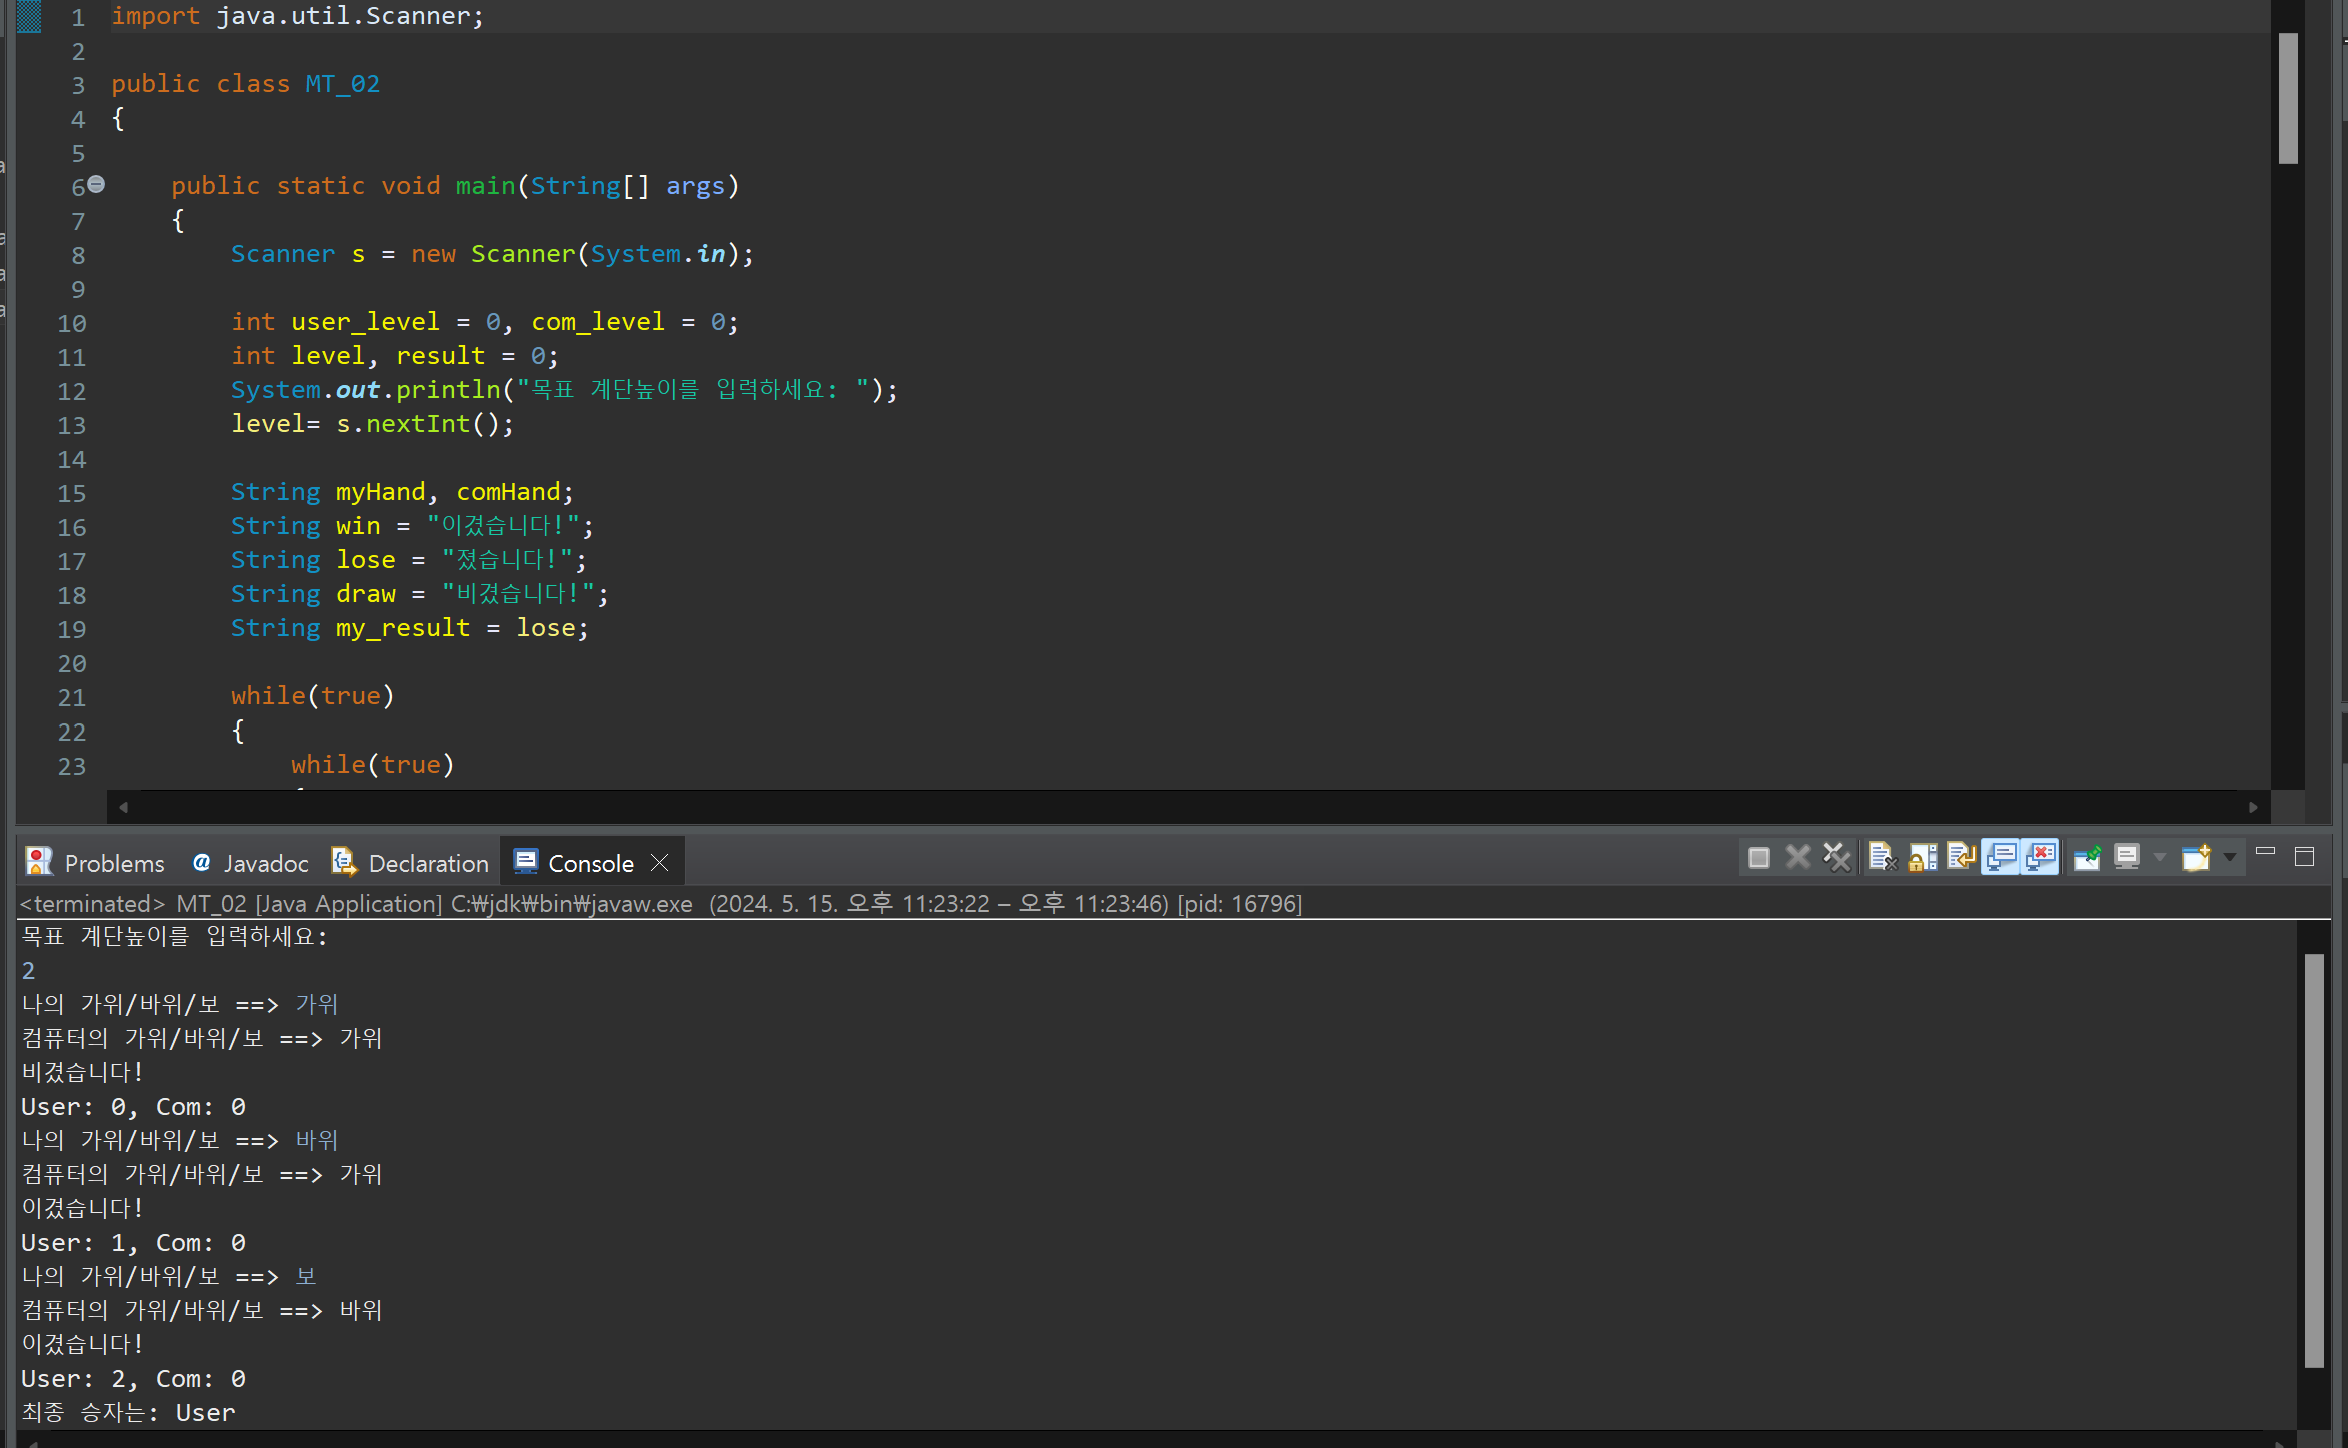 1 import java.util.Scanner;
2
3 public class MT_02
4 {
5
6 public static void main(String[] args)
7 {
8 Scanner s = new Scanner(System.in);
9
10 int user_level = 0, com_level = 0;
11 int level, result = 0;
12 System.out.println("목표 계단높이를 입력하세요: ");
13 level= s.nextInt();
14
15 String myHand, comHand;
16 String win = "이겼습니다!";
17 String lose = "졌습니다!";
18 String draw = "비겼습니다!";
19 String my_result = lose;
20
21 while(true)
22 {
23 while(true)
Problems Javadoc Declaration Console
<terminated> MT_02 [Java Application] C:₩jdk₩bin₩javaw.exe (2024. 5. 15. 오후 11:23:22 – 오후 11:23:46) [pid: 16796]
목표 계단높이를 입력하세요:
2
나의 가위/바위/보 ==> 가위
컴퓨터의 가위/바위/보 ==> 가위
비겼습니다!
User: 0, Com: 0
나의 가위/바위/보 ==> 바위
컴퓨터의 가위/바위/보 ==> 가위
이겼습니다!
User: 1, Com: 0
나의 가위/바위/보 ==> 보
컴퓨터의 가위/바위/보 ==> 바위
이겼습니다!
User: 2, Com: 0
최종 승자는: User